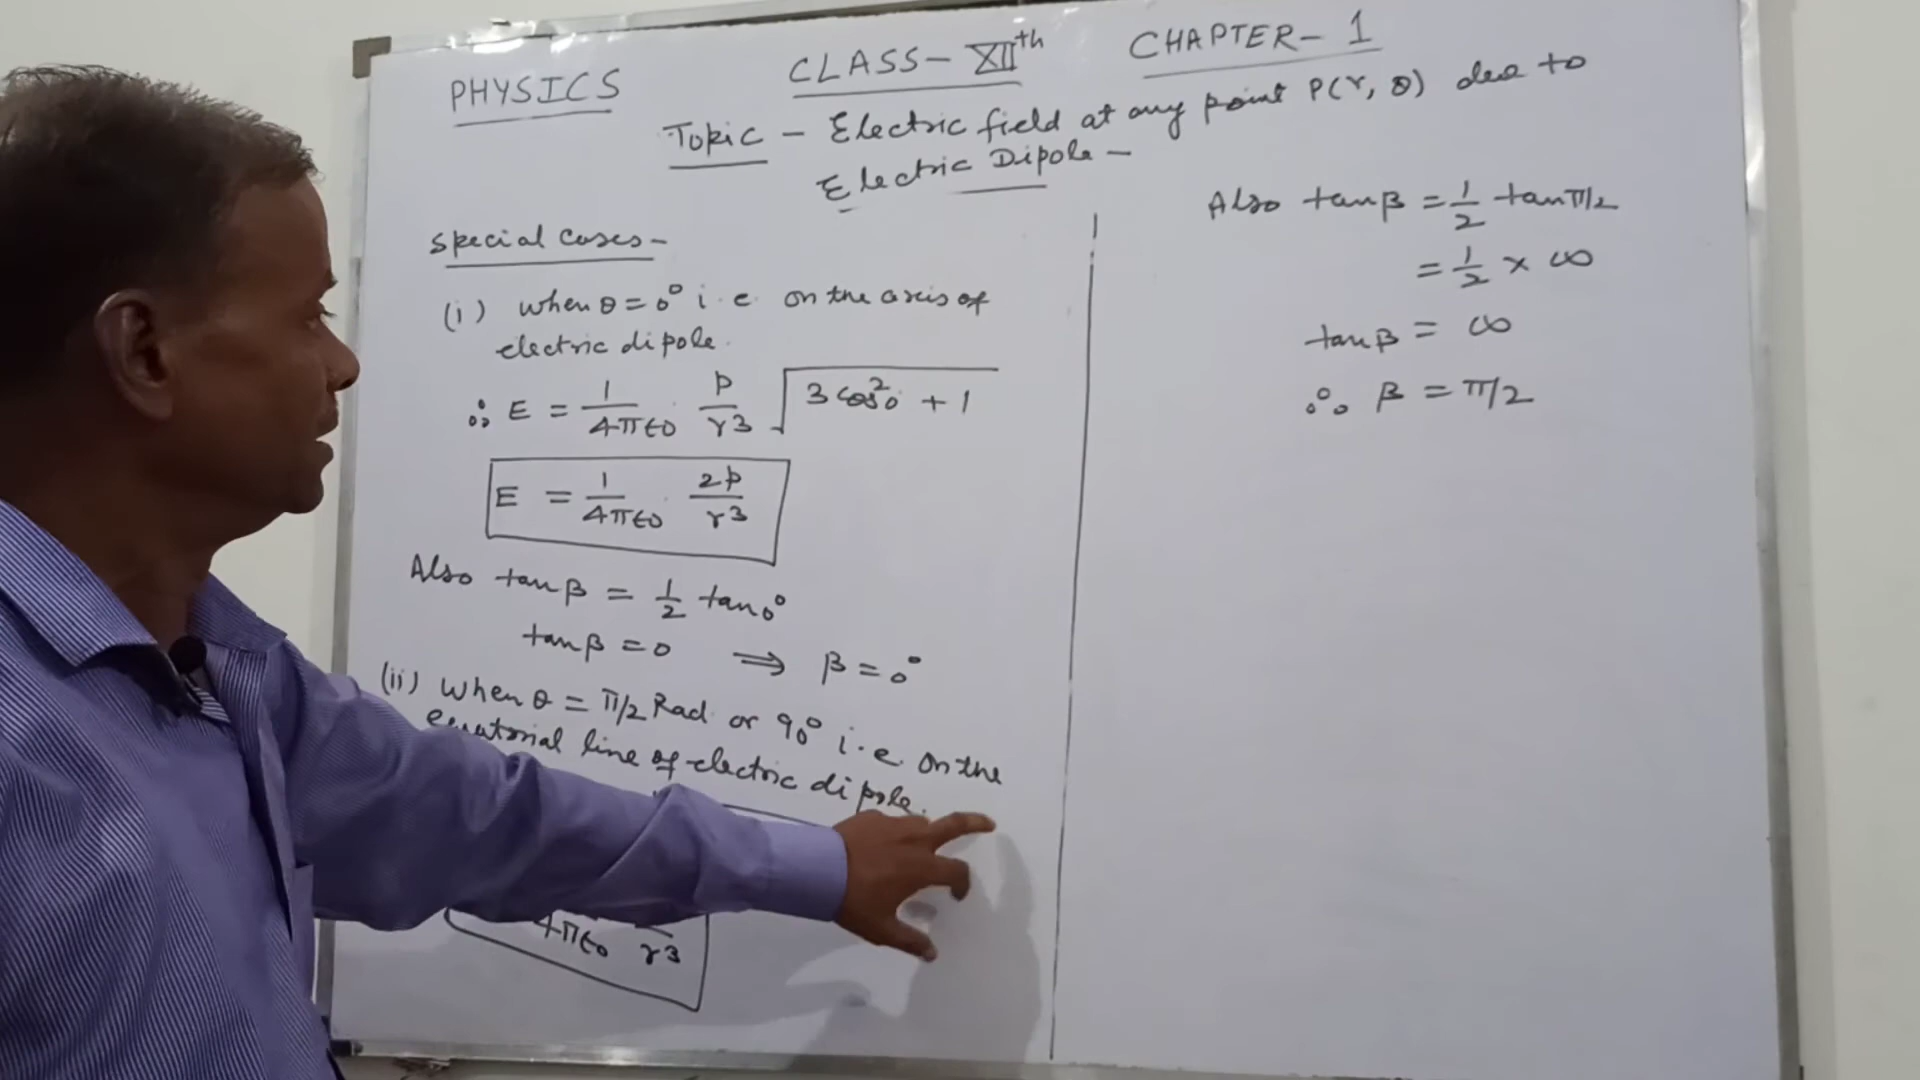 PHYSICS CLASS-XIIth CHAPTER-1
Topic - Electric field at any point P(r, θ) due to
Electric Dipole -
Special Cases -
(i) when θ = 0° i.e. on the axis of
electric dipole.
∴ E = 1/4πε0 . p/r³ √(3 cos²0 + 1)
E = 1/4πε0 . 2p/r³
Also tanβ = 1/2 tan0°
tanβ = 0 ⟹ β = 0°
(ii) When θ = π/2 Rad. or 90° i.e. on the
equatorial line of electric dipole.
4πε0 r³
Also tanβ = 1/2 tanπ/2
= 1/2 × ∞
tanβ = ∞
∴ β = π/2